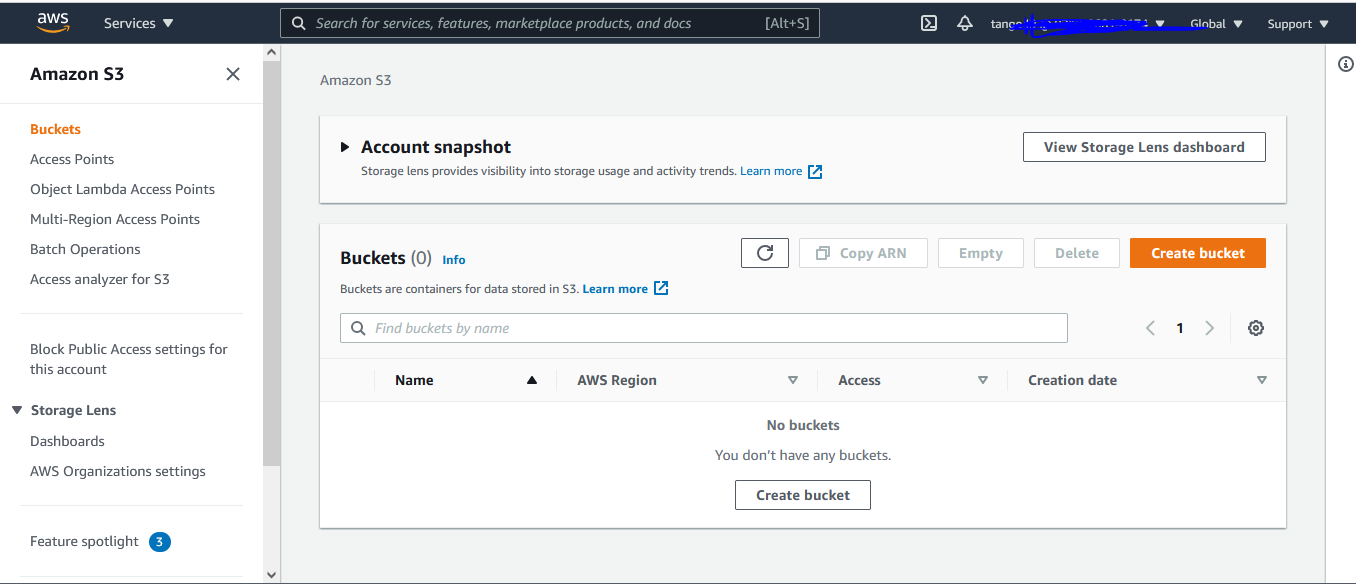 aws Services Search for services, features, marketplace products, and docs [Alt+S] Global Support
Amazon S3
Buckets
Access Points
Object Lambda Access Points
Multi-Region Access Points
Batch Operations
Access analyzer for S3
Block Public Access settings for
this account
Storage Lens
Dashboards
AWS Organizations settings
Feature spotlight 3
Amazon S3
Account snapshot
View Storage Lens dashboard
Storage lens provides visibility into storage usage and activity trends. Learn more
Buckets (0) Info
Copy ARN Empty Delete Create bucket
Buckets are containers for data stored in S3. Learn more
Find buckets by name
1
Name AWS Region Access Creation date
No buckets
You don't have any buckets.
Create bucket